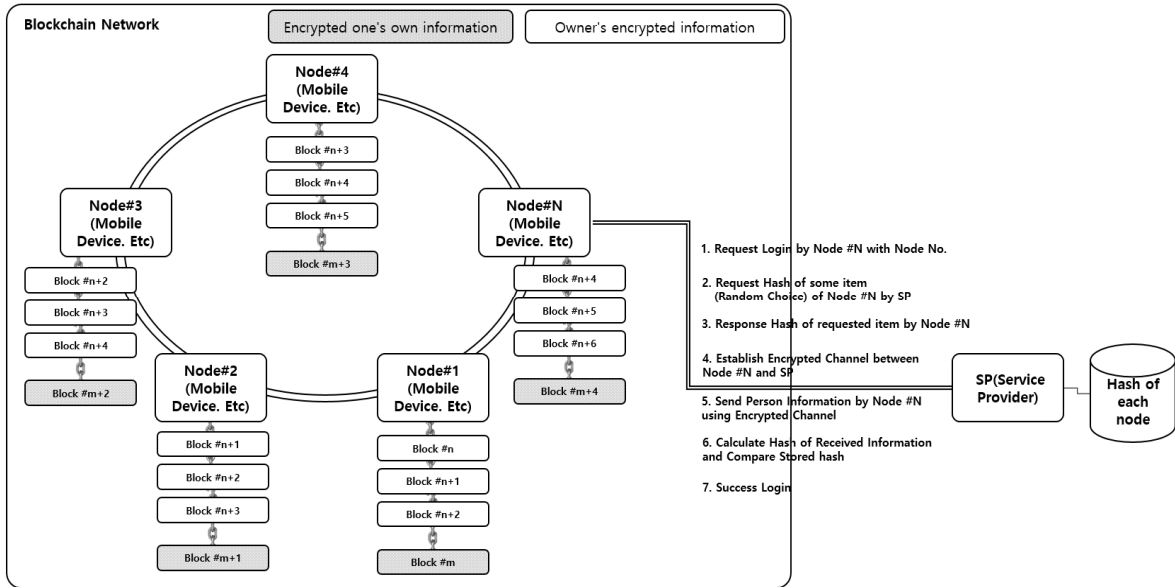 Blockchain Network
Encrypted one's own information
Owner's encrypted information
Node#4
(Mobile
Device. Etc)
Block #n+3
Block #n+4
Block #n+5
Block #m+3
Node#3
(Mobile
Device. Etc)
Block #n+2
Block #n+3
Block #n+4
Block #m+2
Node#N
(Mobile
Device. Etc)
Block #n+4
Block #n+5
Block #n+6
Block #m+4
Node#2
(Mobile
Device. Etc)
Block #n+1
Block #n+2
Block #n+3
Block #m+1
Node#1
(Mobile
Device. Etc)
Block #n
Block #n+1
Block #n+2
Block #m
1. Request Login by Node #N with Node No.
2. Request Hash of some item
(Random Choice) of Node #N by SP
3. Response Hash of requested item by Node #N
4. Establish Encrypted Channel between
Node #N and SP
5. Send Person Information by Node #N
using Encrypted Channel
6. Calculate Hash of Received Information
and Compare Stored hash
7. Success Login
SP(Service
Provider)
Hash of
each
node